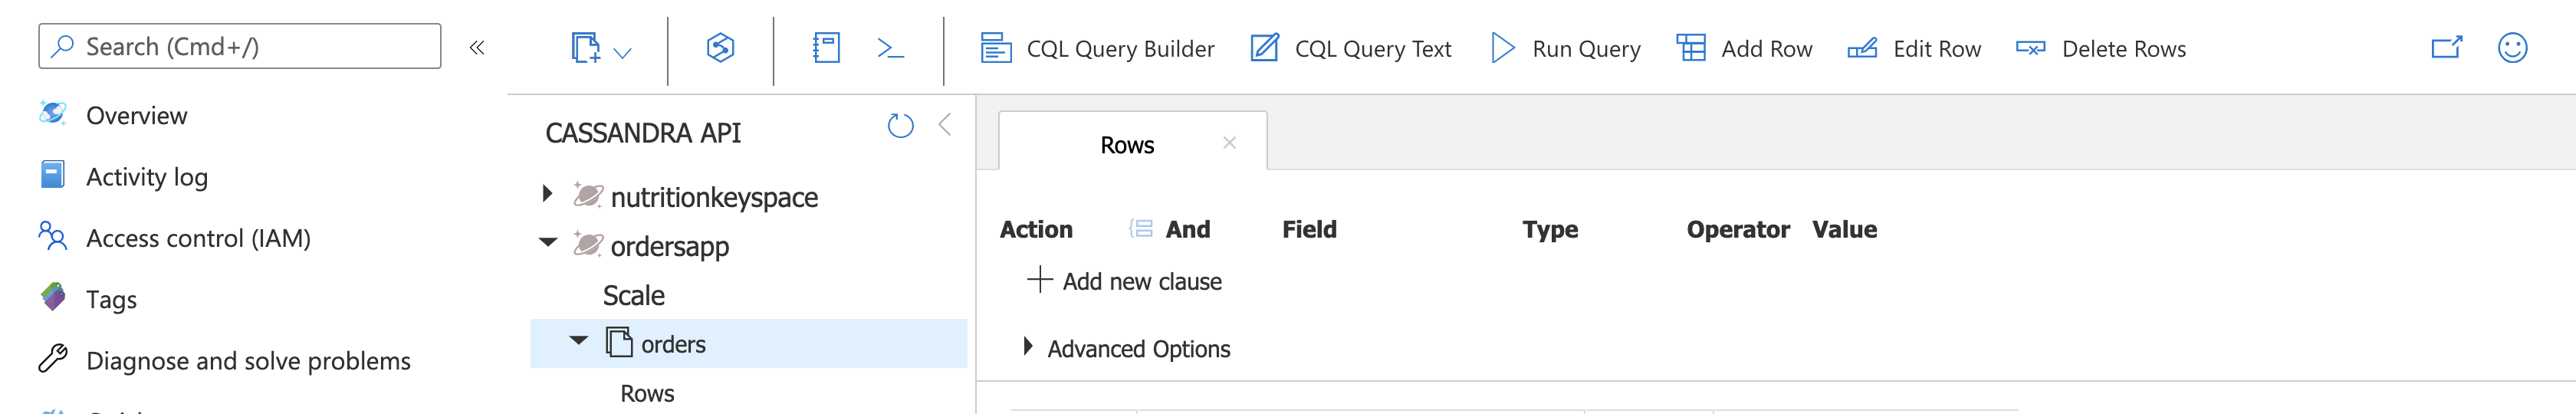 Search (Cmd+/)
Overview
Activity log
Access control (IAM)
Tags
Diagnose and solve problems
CQL Query Builder
CQL Query Text
Run Query
Add Row
Edit Row
Delete Rows
CASSANDRA API
nutritionkeyspace
ordersapp
Scale
orders
Rows
Rows
Action And Field Type Operator Value
Add new clause
Advanced Options